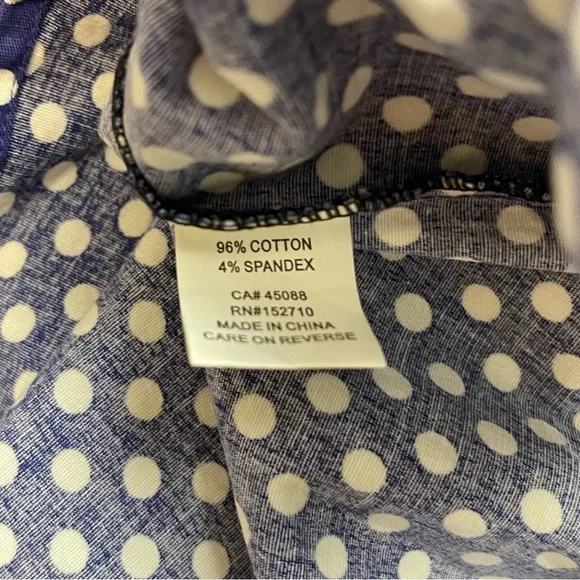 96% COTTON
4% SPANDEX
CA# 45088
RN#152710
MADE IN CHINA
CARE ON REVERSE